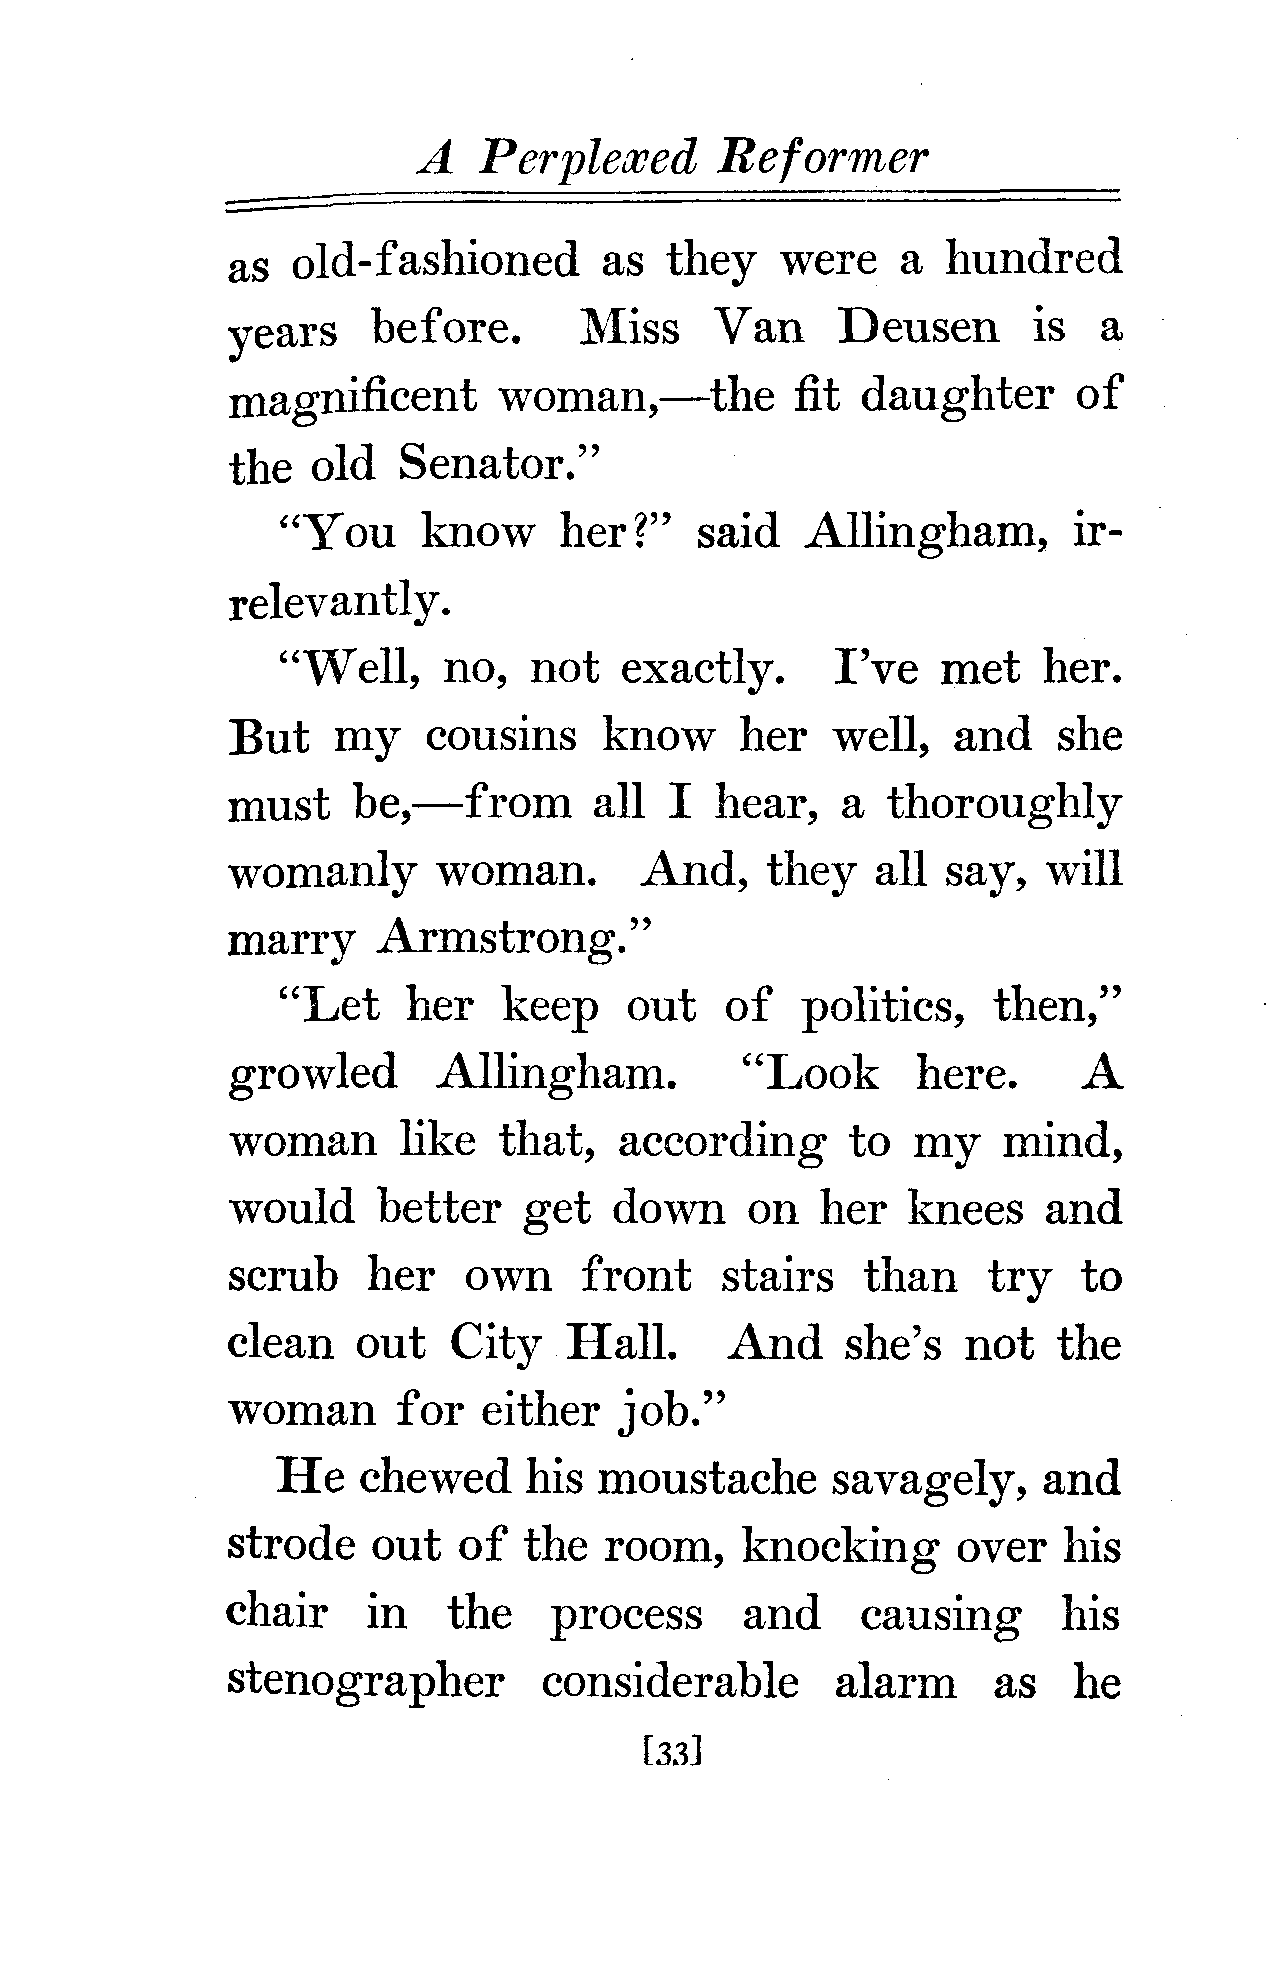 A Perplexed Reformer
as old-fashioned as they were a hundred
years before. Miss Van Deusen is a
magnificent woman,—the fit daughter of
the old Senator.”
“You know her?” said Allingham, ir-
relevantly.
“Well, no, not exactly. I’ve met her.
But my cousins know her well, and she
must be,—from all I hear, a thoroughly
womanly woman. And, they all say, will
marry Armstrong.”
“Let her keep out of politics, then,”
growled Allingham. “Look here. A
woman like that, according to my mind,
would better get down on her knees and
scrub her own front stairs than try to
clean out City Hall. And she’s not the
woman for either job.”
He chewed his moustache savagely, and
strode out of the room, knocking over his
chair in the process and causing his
stenographer considerable alarm as he
[33]